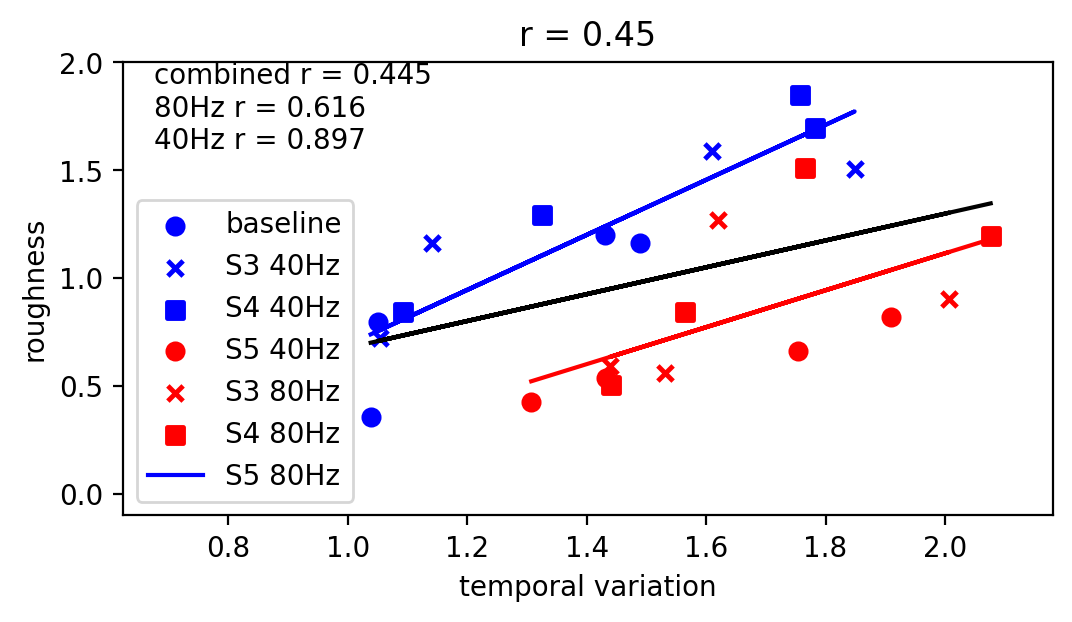 r = 0.45
combined r = 0.445
80Hz r = 0.616
40Hz r = 0.897
baseline
S3 40Hz
S4 40Hz
S5 40Hz
S3 80Hz
S4 80Hz
S5 80Hz
roughness
2.0
1.5
1.0
0.5
0.0
0.8 1.0 1.2 1.4 1.6 1.8 2.0
temporal variation